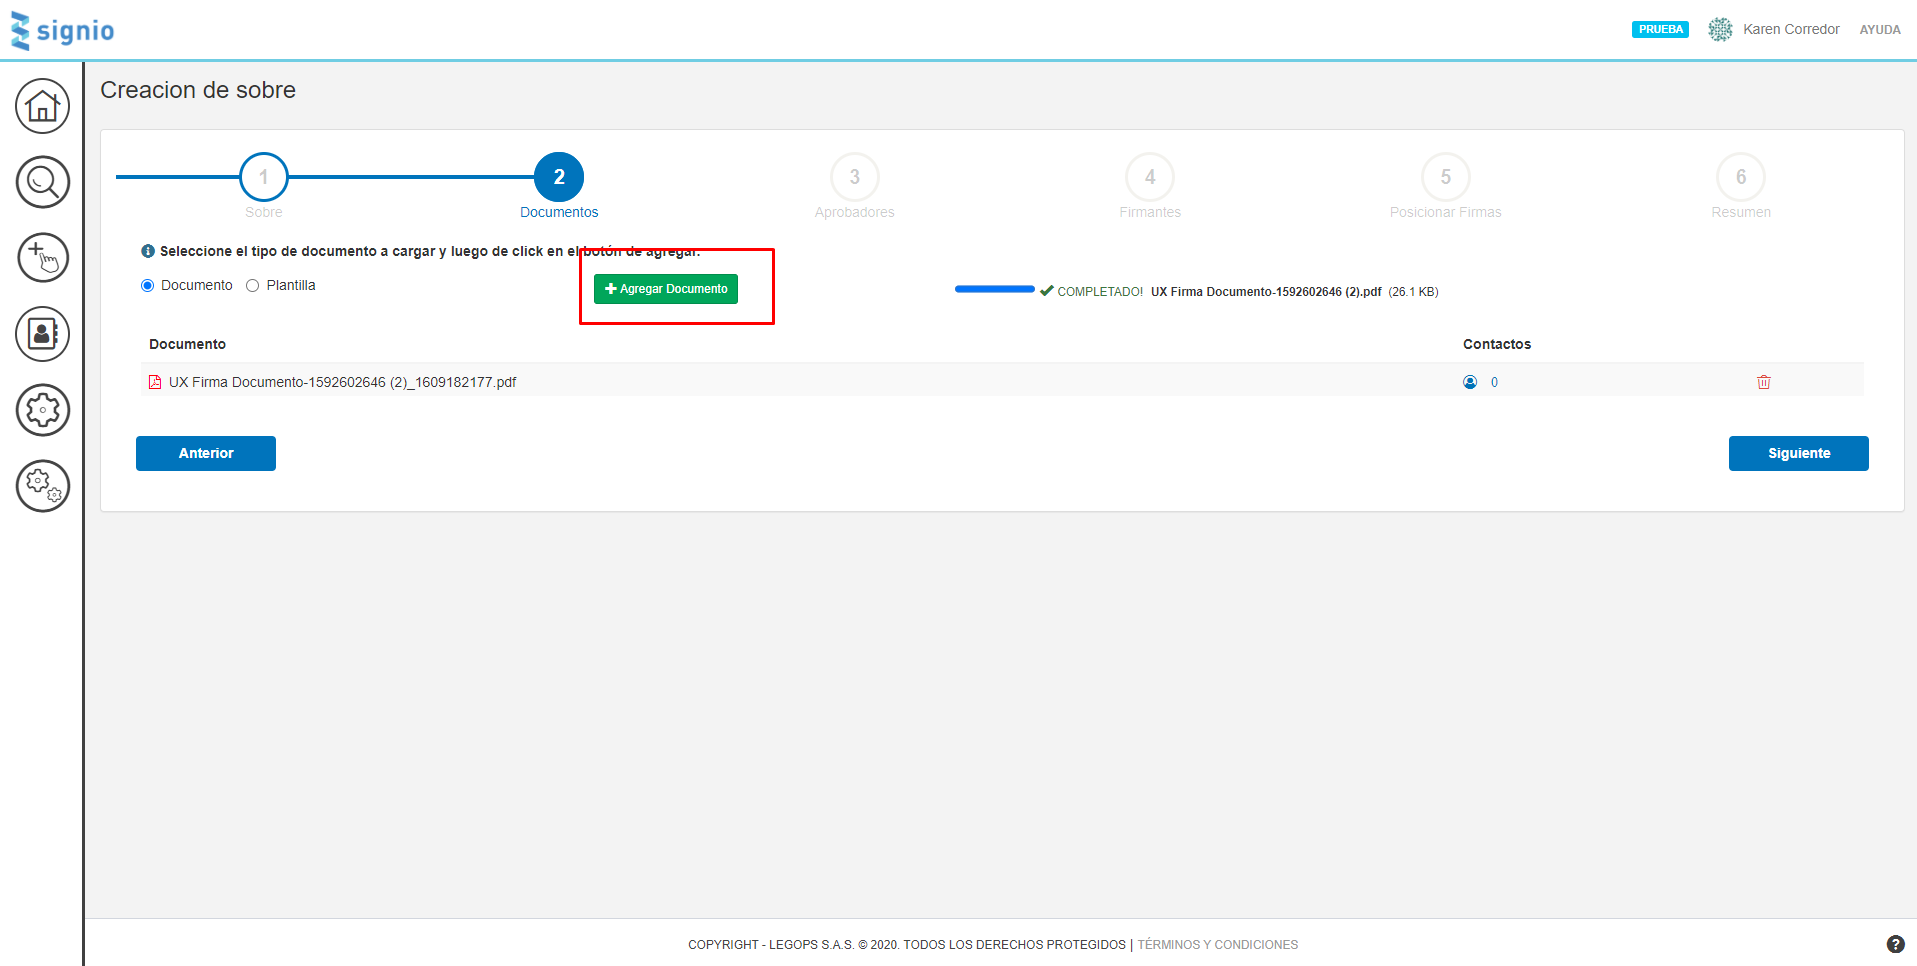 signio
PRUEBA Karen Corredor AYUDA
Creacion de sobre
1 2 3 4 5 6
Sobre Documentos Aprobadores Firmantes Posicionar Firmas Resumen
Seleccione el tipo de documento a cargar y luego de click en el botón de agregar.
Documento Plantilla Agregar Documento COMPLETADO! UX Firma Documento-1592602646 (2).pdf (26.1 KB)
Documento Contactos
UX Firma Documento-1592602646 (2)_1609182177.pdf 0
Anterior Siguiente
COPYRIGHT - LEGOPS S.A.S. © 2020. TODOS LOS DERECHOS PROTEGIDOS | TÉRMINOS Y CONDICIONES